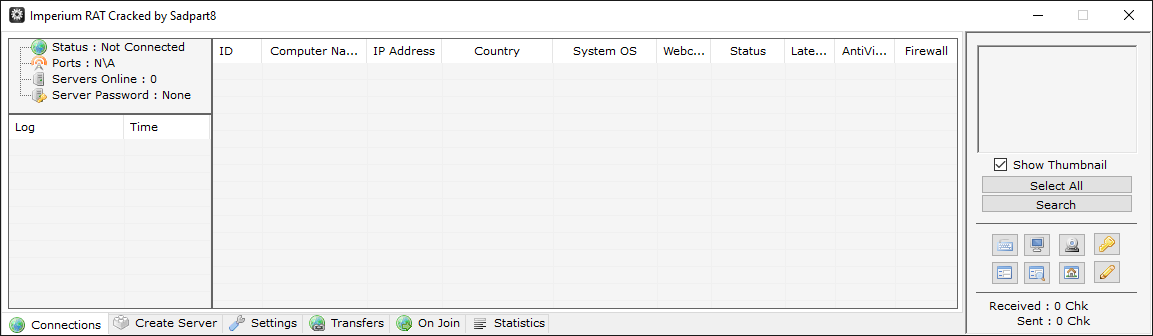 Imperium RAT Cracked by Sadpart8
Status : Not Connected
Ports : N\A
Servers Online : 0
Server Password : None
Log Time
ID Computer Na... IP Address Country System OS Webc... Status Late... AntiVi... Firewall
Show Thumbnail
Select All
Search
Received : 0 Chk
Sent : 0 Chk
Connections Create Server Settings Transfers On Join Statistics